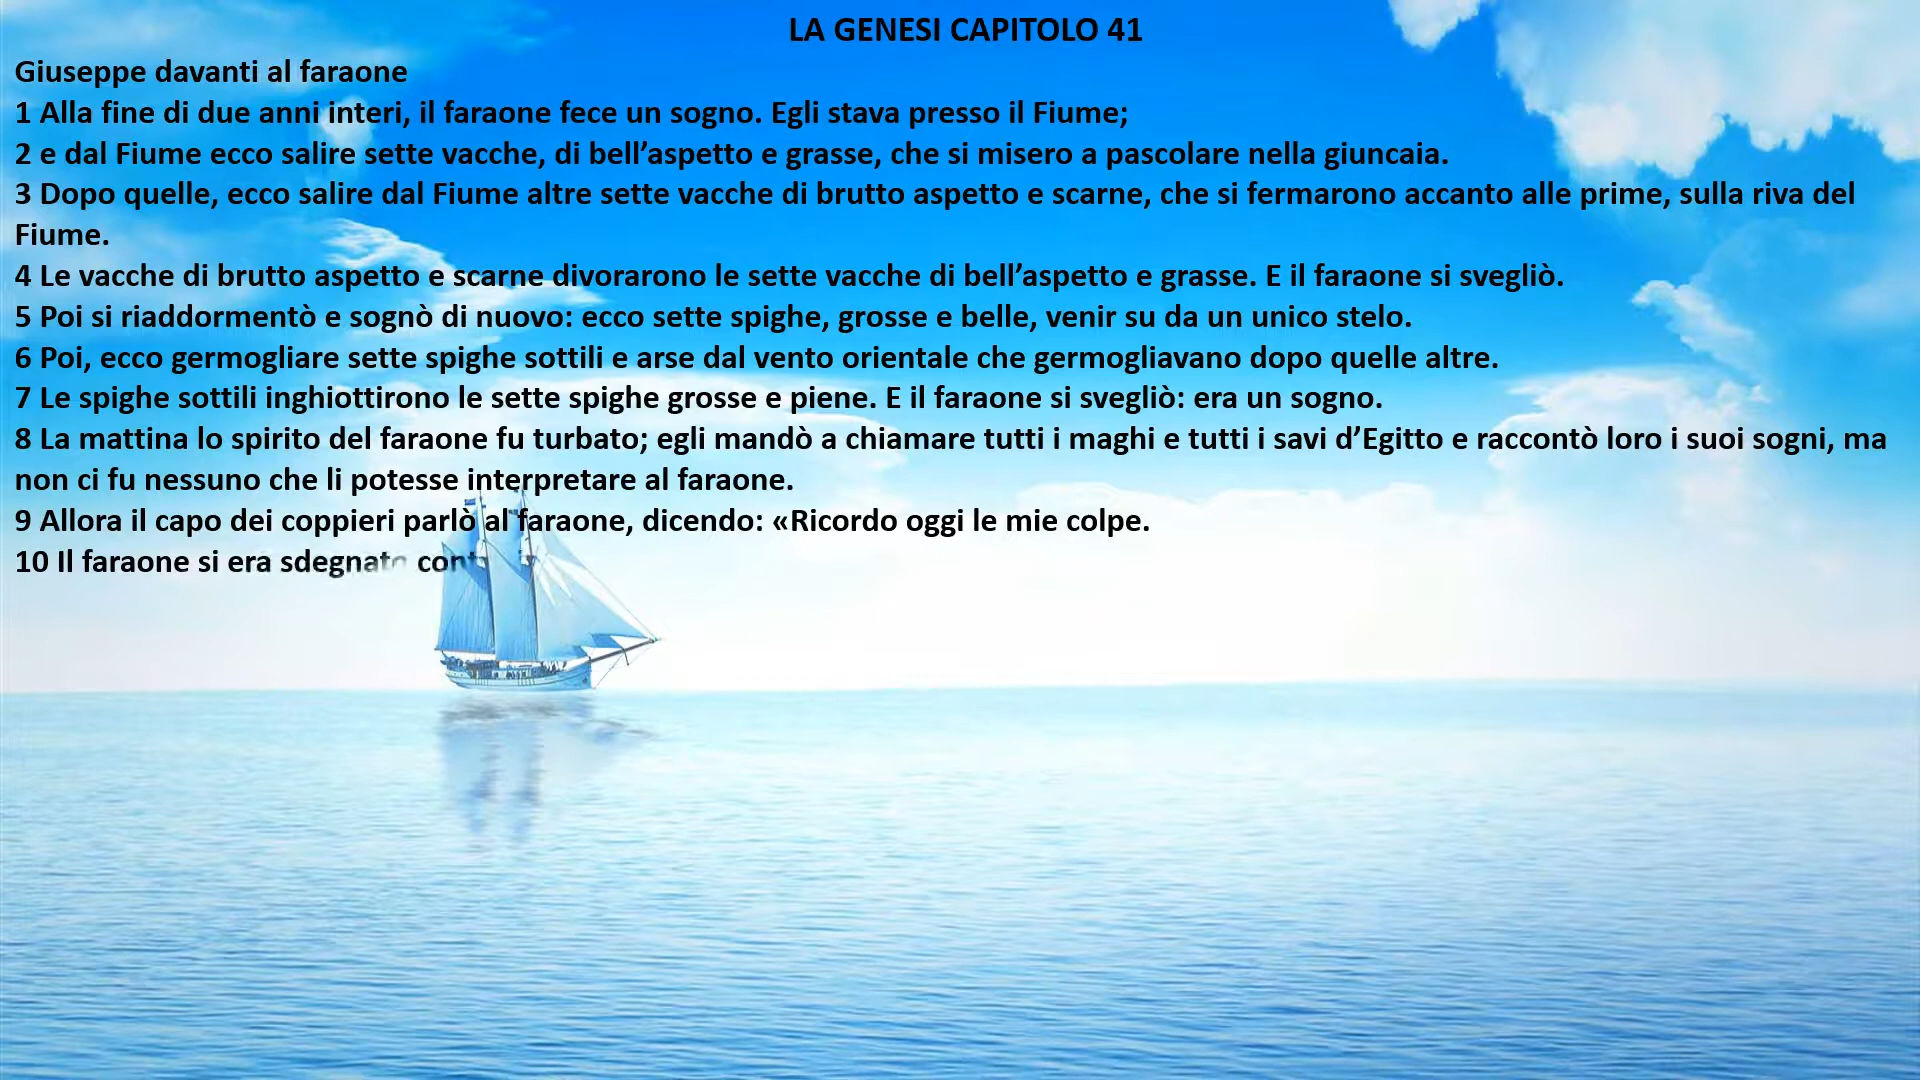 LA GENESI CAPITOLO 41
Giuseppe davanti al faraone
1 Alla fine di due anni interi, il faraone fece un sogno. Egli stava presso il Fiume;
2 e dal Fiume ecco salire sette vacche, di bell’aspetto e grasse, che si misero a pascolare nella giuncaia.
3 Dopo quelle, ecco salire dal Fiume altre sette vacche di brutto aspetto e scarne, che si fermarono accanto alle prime, sulla riva del
Fiume.
4 Le vacche di brutto aspetto e scarne divorarono le sette vacche di bell’aspetto e grasse. E il faraone si svegliò.
5 Poi si riaddormentò e sognò di nuovo: ecco sette spighe, grosse e belle, venir su da un unico stelo.
6 Poi, ecco germogliare sette spighe sottili e arse dal vento orientale che germogliavano dopo quelle altre.
7 Le spighe sottili inghiottirono le sette spighe grosse e piene. E il faraone si svegliò: era un sogno.
8 La mattina lo spirito del faraone fu turbato; egli mandò a chiamare tutti i maghi e tutti i savi d’Egitto e raccontò loro i suoi sogni, ma
non ci fu nessuno che li potesse interpretare al faraone.
9 Allora il capo dei coppieri parlò al faraone, dicendo: «Ricordo oggi le mie colpe.
10 Il faraone si era sdegnato